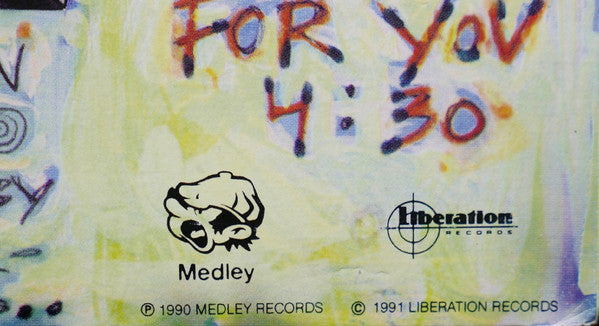 FOR YOU
4:30
Medley
Liberation
RECORDS
℗ 1990 MEDLEY RECORDS © 1991 LIBERATION RECORDS